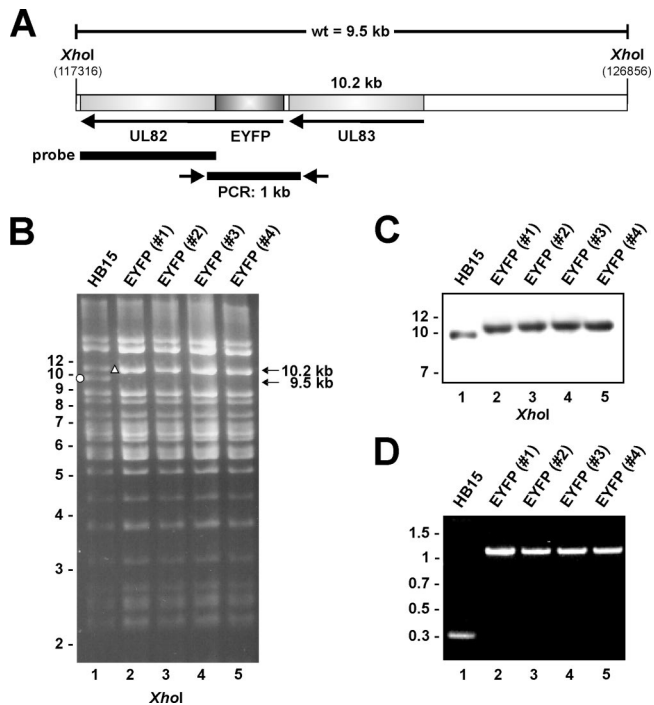 A
wt = 9.5 kb
XhoI XhoI
(117316) (126856)
10.2 kb
UL82 EYFP UL83
probe
PCR: 1 kb
B
HB15 EYFP (#1) EYFP (#2) EYFP (#3) EYFP (#4)
12 -
10 -
9 -
8 -
7 -
6 -
5 -
4 -
3 -
2 -
10.2 kb
9.5 kb
1 2 3 4 5
XhoI
C
HB15 EYFP (#1) EYFP (#2) EYFP (#3) EYFP (#4)
12 -
10 -
7 -
1 2 3 4 5
XhoI
D
HB15 EYFP (#1) EYFP (#2) EYFP (#3) EYFP (#4)
1.5 -
1 -
0.7 -
0.5 -
0.3 -
1 2 3 4 5